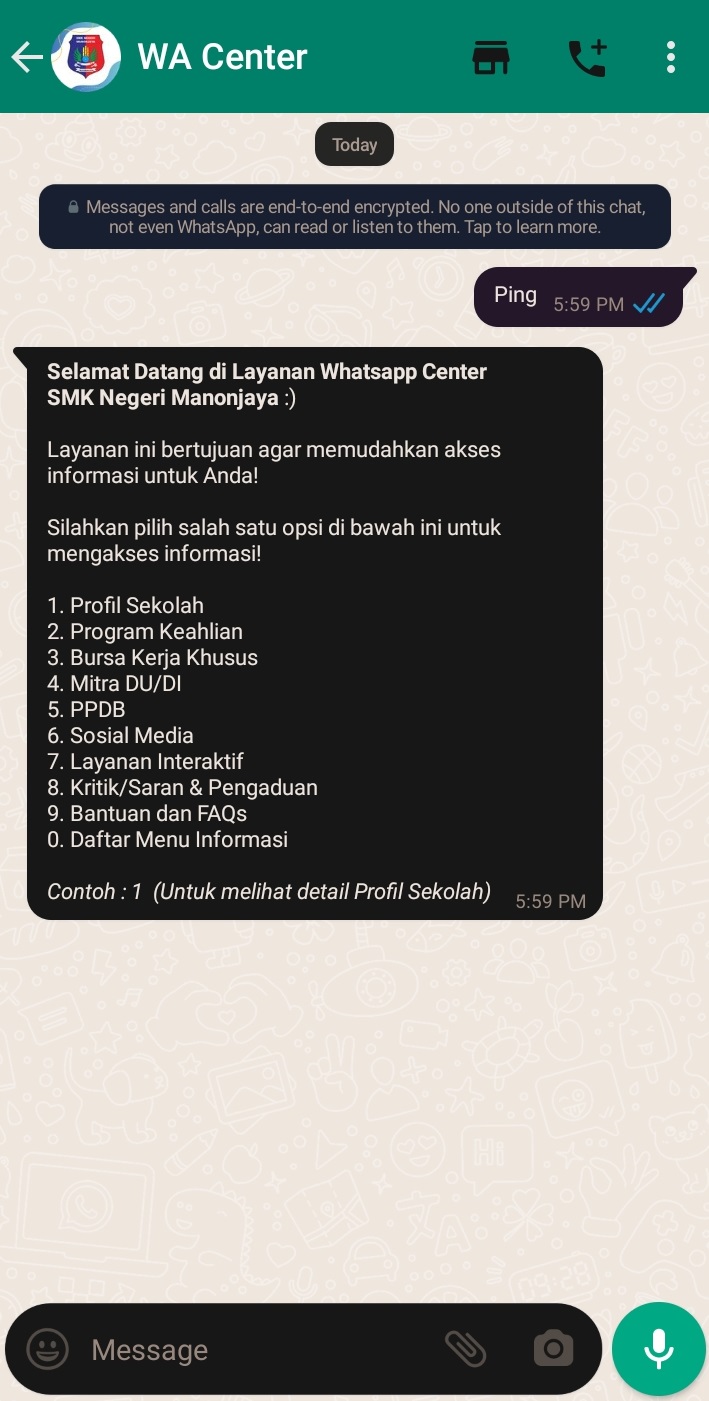 WA Center
Today
Messages and calls are end-to-end encrypted. No one outside of this chat,
not even WhatsApp, can read or listen to them. Tap to learn more.
Ping 5:59 PM
Selamat Datang di Layanan Whatsapp Center
SMK Negeri Manonjaya :)
Layanan ini bertujuan agar memudahkan akses
informasi untuk Anda!
Silahkan pilih salah satu opsi di bawah ini untuk
mengakses informasi!
1. Profil Sekolah
2. Program Keahlian
3. Bursa Kerja Khusus
4. Mitra DU/DI
5. PPDB
6. Sosial Media
7. Layanan Interaktif
8. Kritik/Saran & Pengaduan
9. Bantuan dan FAQs
0. Daftar Menu Informasi
Contoh : 1 (Untuk melihat detail Profil Sekolah) 5:59 PM
Message